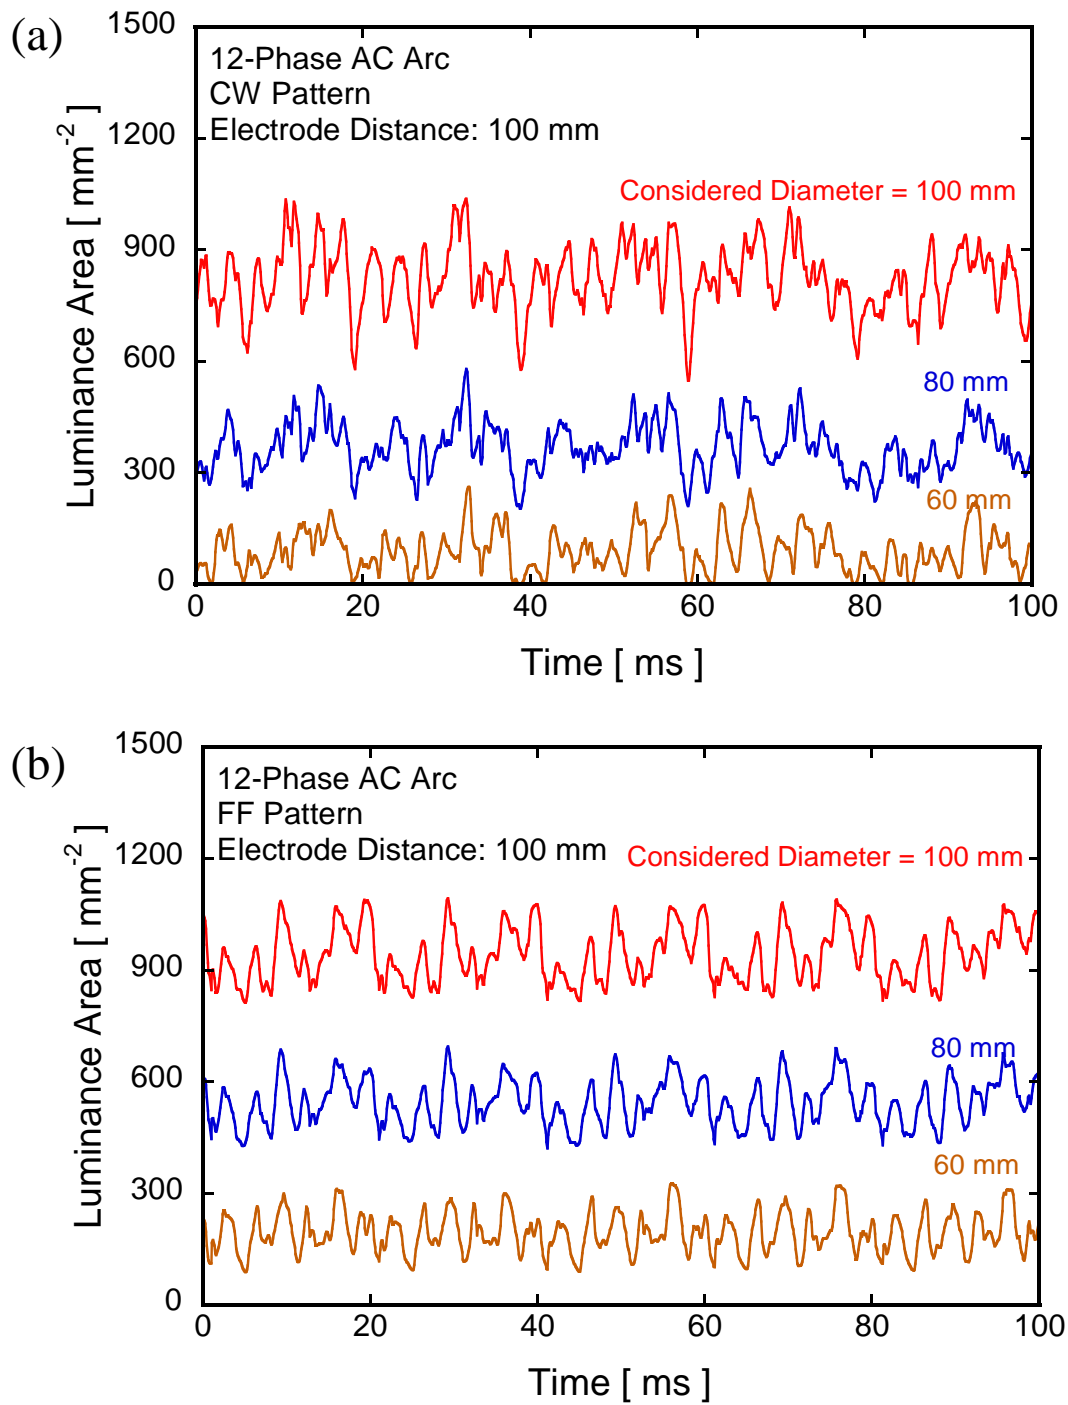 (a)
1500
1200
900
600
300
0
Luminance Area [ mm-2 ]
12-Phase AC Arc
CW Pattern
Electrode Distance: 100 mm
Considered Diameter = 100 mm
80 mm
60 mm
0 20 40 60 80 100
Time [ ms ]
(b)
1500
1200
900
600
300
0
Luminance Area [ mm-2 ]
12-Phase AC Arc
FF Pattern
Electrode Distance: 100 mm
Considered Diameter = 100 mm
80 mm
60 mm
0 20 40 60 80 100
Time [ ms ]